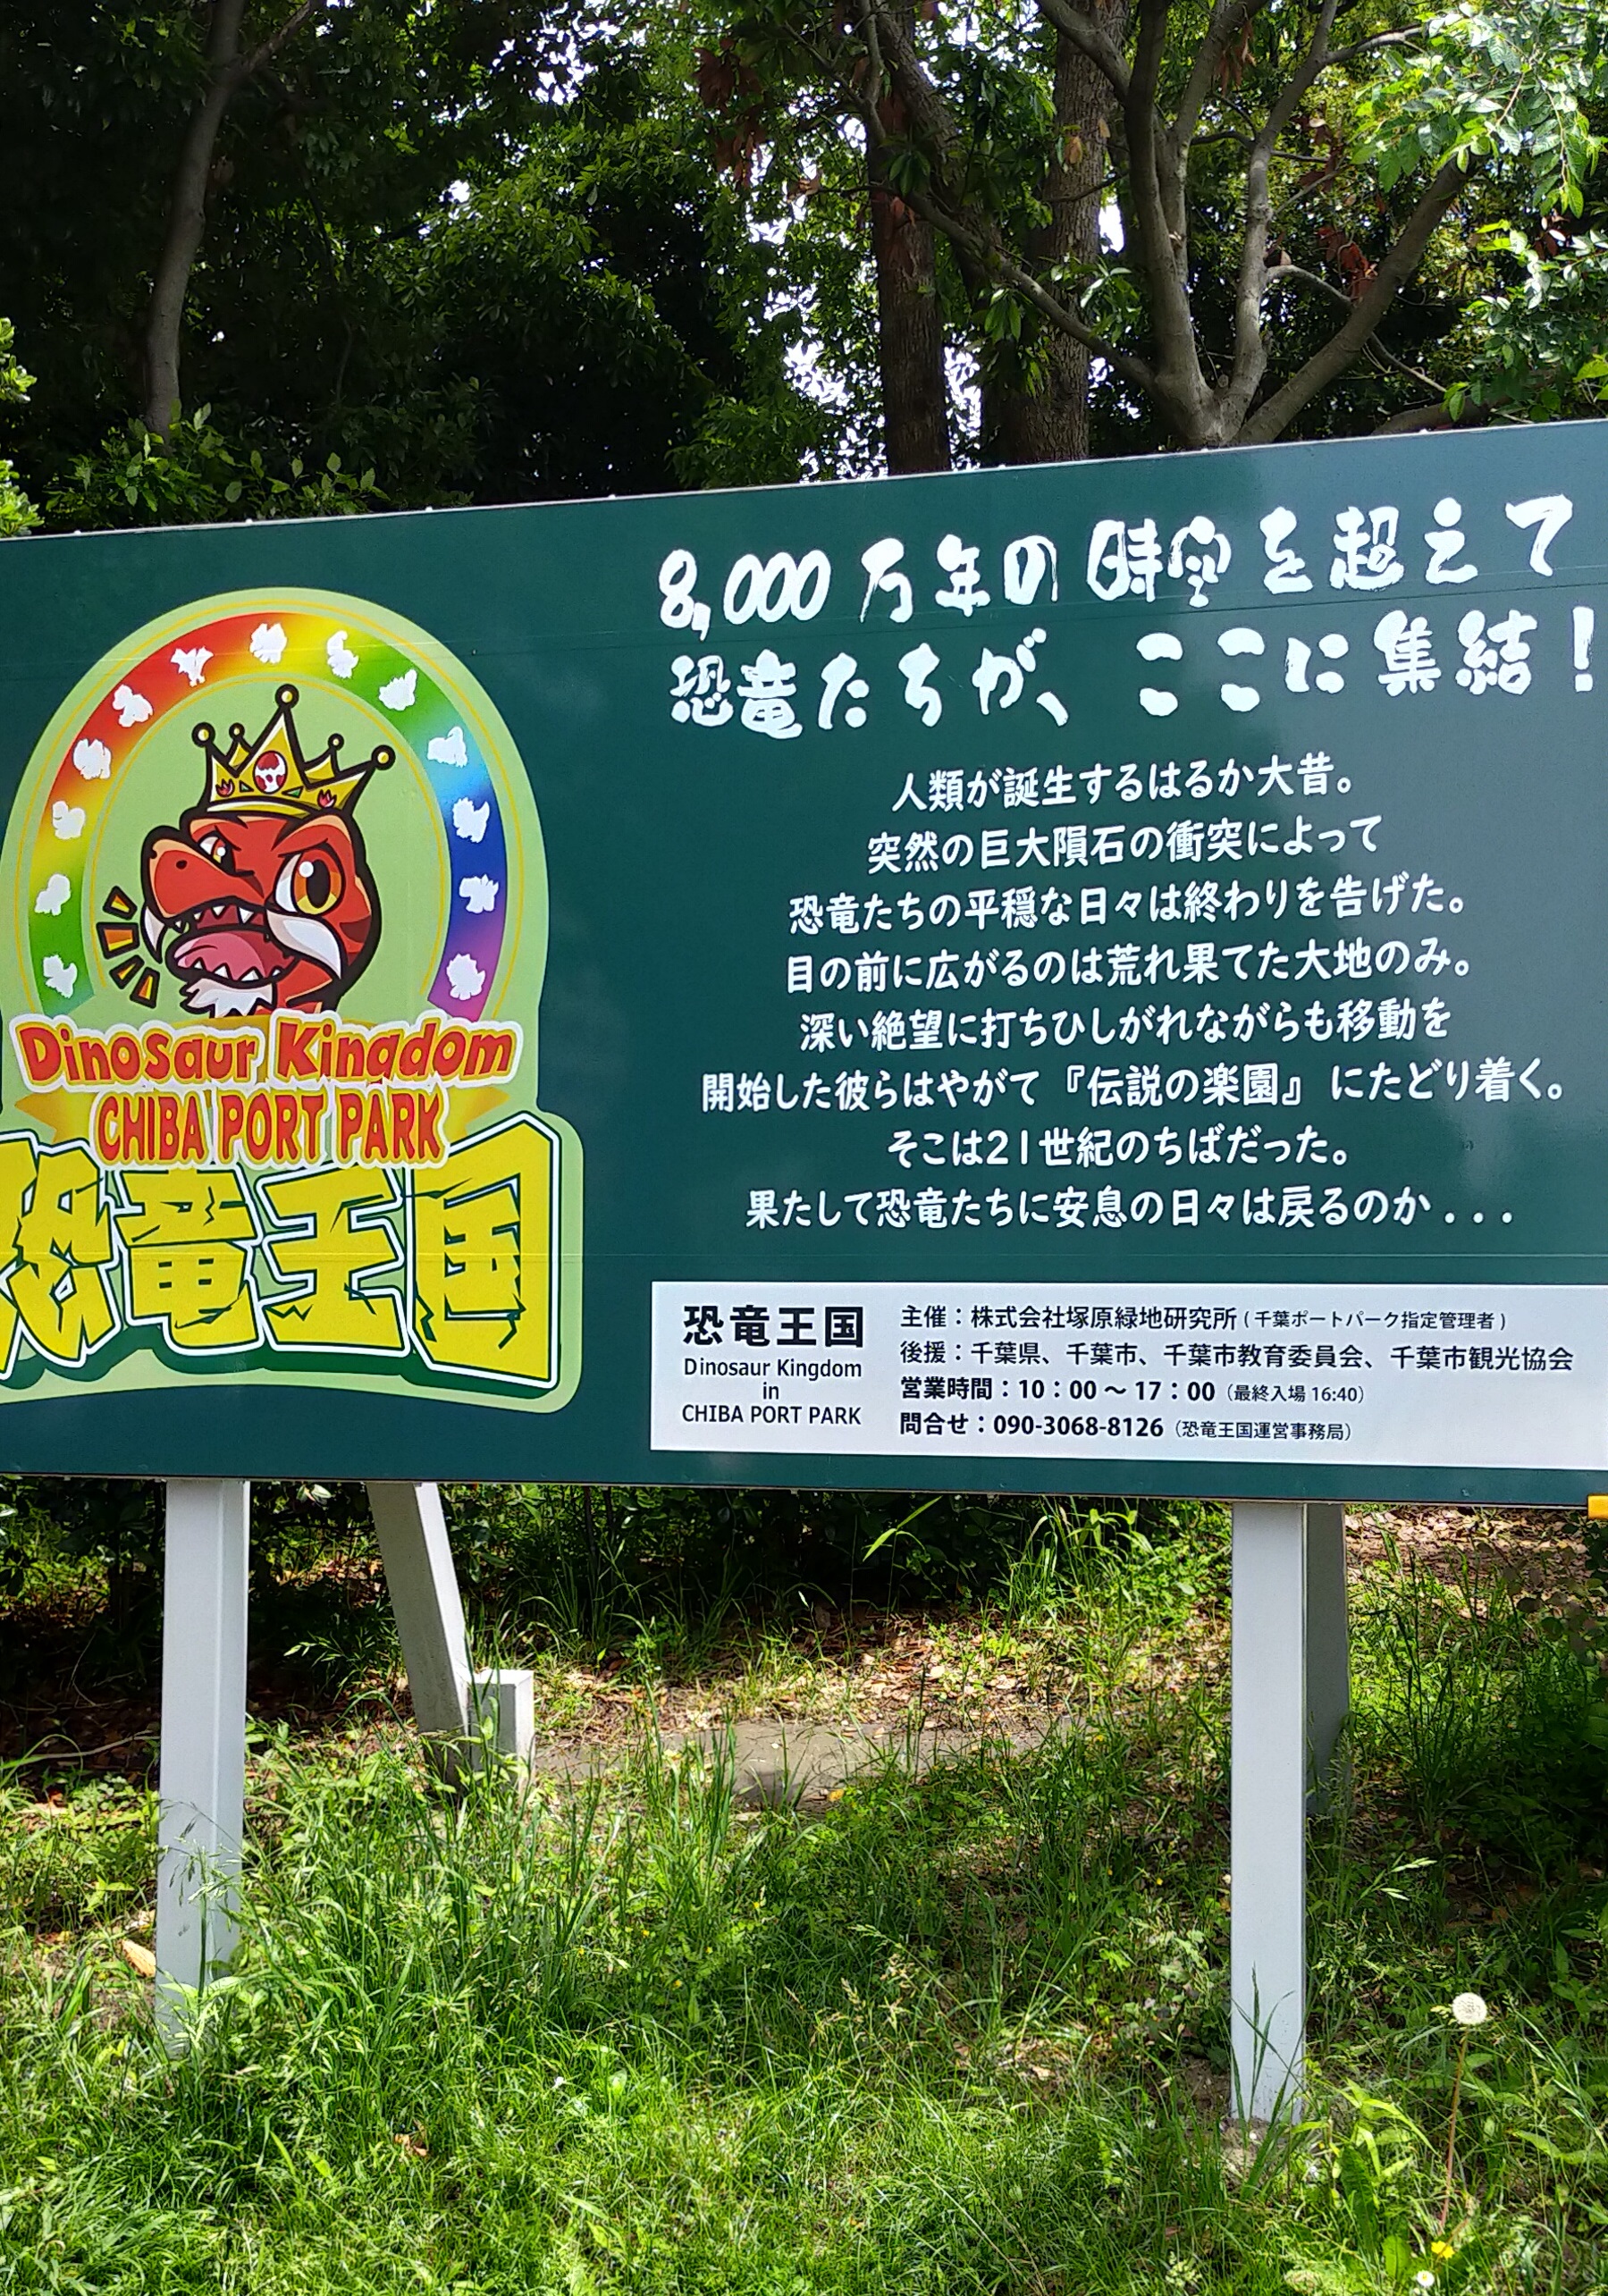 8,000万年の時空を超えて
恐竜たちが、ここに集結！
人類が誕生するはるか大昔。
突然の巨大隕石の衝突によって
恐竜たちの平穏な日々は終わりを告げた。
目の前に広がるのは荒れ果てた大地のみ。
深い絶望に打ちひしがれながらも移動を
開始した彼らはやがて『伝説の楽園』にたどり着く。
そこは21世紀のちばだった。
果たして恐竜たちに安息の日々は戻るのか...
Dinosaur Kingdom
CHIBA PORT PARK
恐竜王国
恐竜王国
Dinosaur Kingdom
in
CHIBA PORT PARK
主催：株式会社塚原緑地研究所(千葉ポートパーク指定管理者)
後援：千葉県、千葉市、千葉市教育委員会、千葉市観光協会
営業時間：10：00～17：00（最終入場 16:40）
問合せ：090-3068-8126（恐竜王国運営事務局）